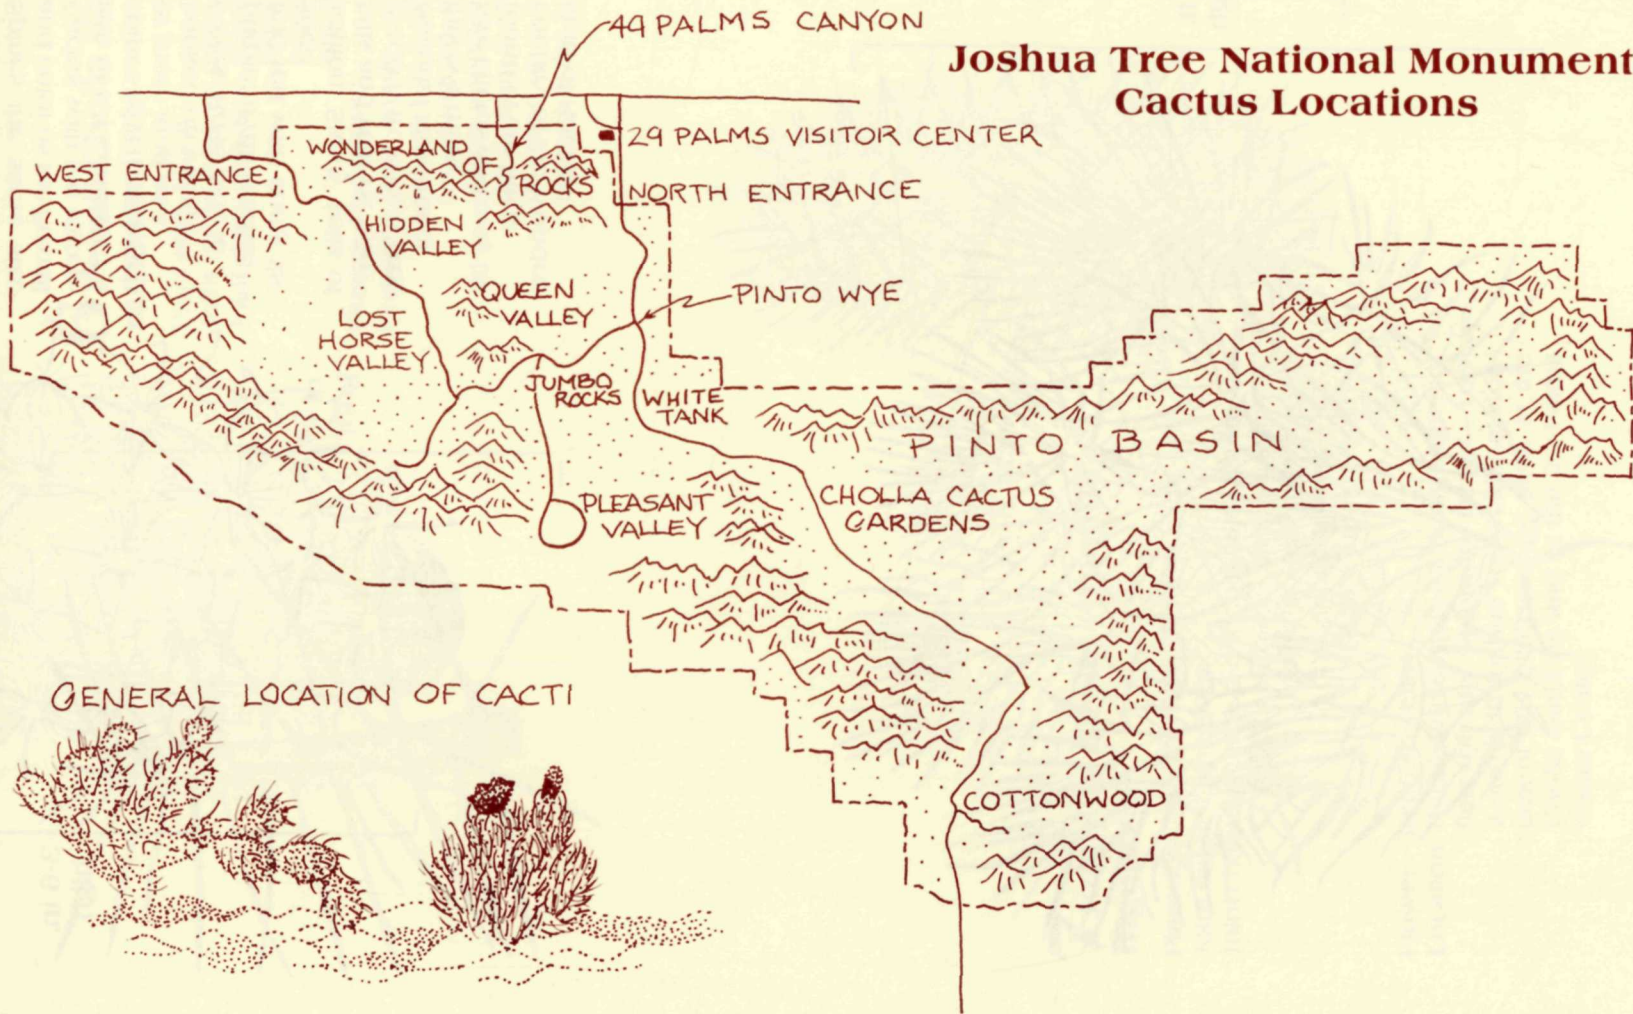 49 PALMS CANYON
Joshua Tree National Monument
Cactus Locations
29 PALMS VISITOR CENTER
WONDERLAND
OF
ROCKS
WEST ENTRANCE
NORTH ENTRANCE
HIDDEN
VALLEY
QUEEN
VALLEY
PINTO WYE
LOST
HORSE
VALLEY
JUMBO
ROCKS
WHITE
TANK
PINTO BASIN
PLEASANT
VALLEY
CHOLLA CACTUS
GARDENS
GENERAL LOCATION OF CACTI
COTTONWOOD